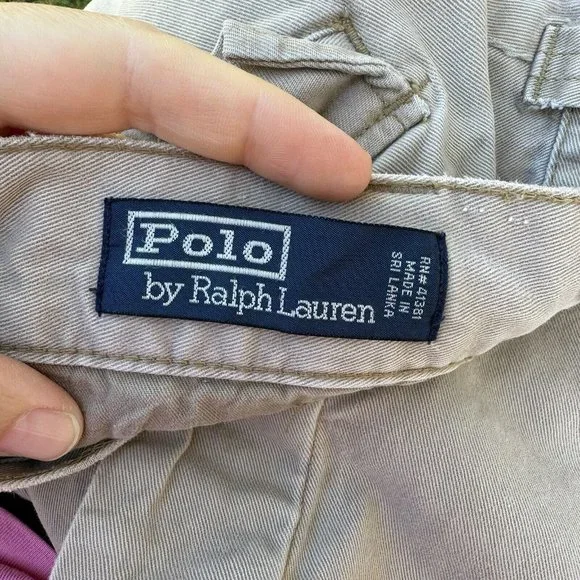 Polo
by Ralph Lauren
RN# 41381
MADE IN
SRI LANKA